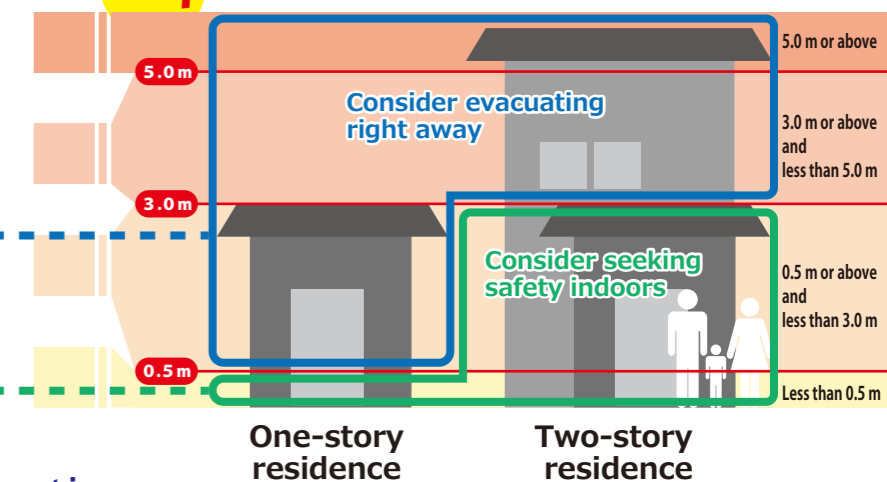 5.0 m or above
5.0 m
Consider evacuating
right away
3.0 m or above
and
less than 5.0 m
3.0 m
Consider seeking
safety indoors
0.5 m or above
and
less than 3.0 m
0.5 m
Less than 0.5 m
One-story
residence
Two-story
residence